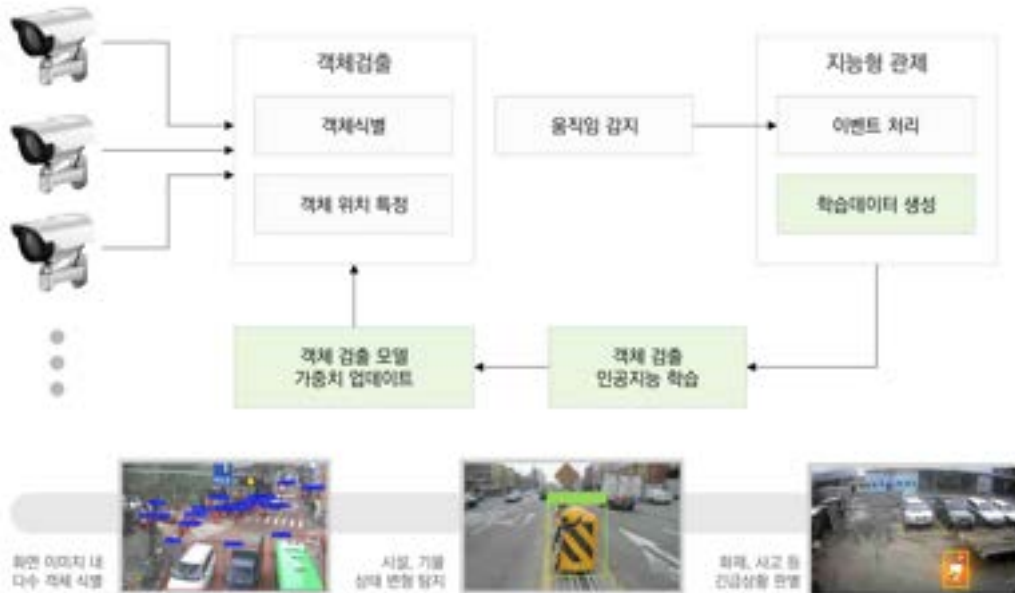 객체검출
객체식별
객체 위치 특정
움직임 감지
지능형 관제
이벤트 처리
학습데이터 생성
객체 검출 모델
가중치 업데이트
객체 검출
인공지능 학습
화면 이미지 내
다수 객체 식별
시설, 기물
상태 변형 탐지
화재, 사고 등
긴급상황 판별